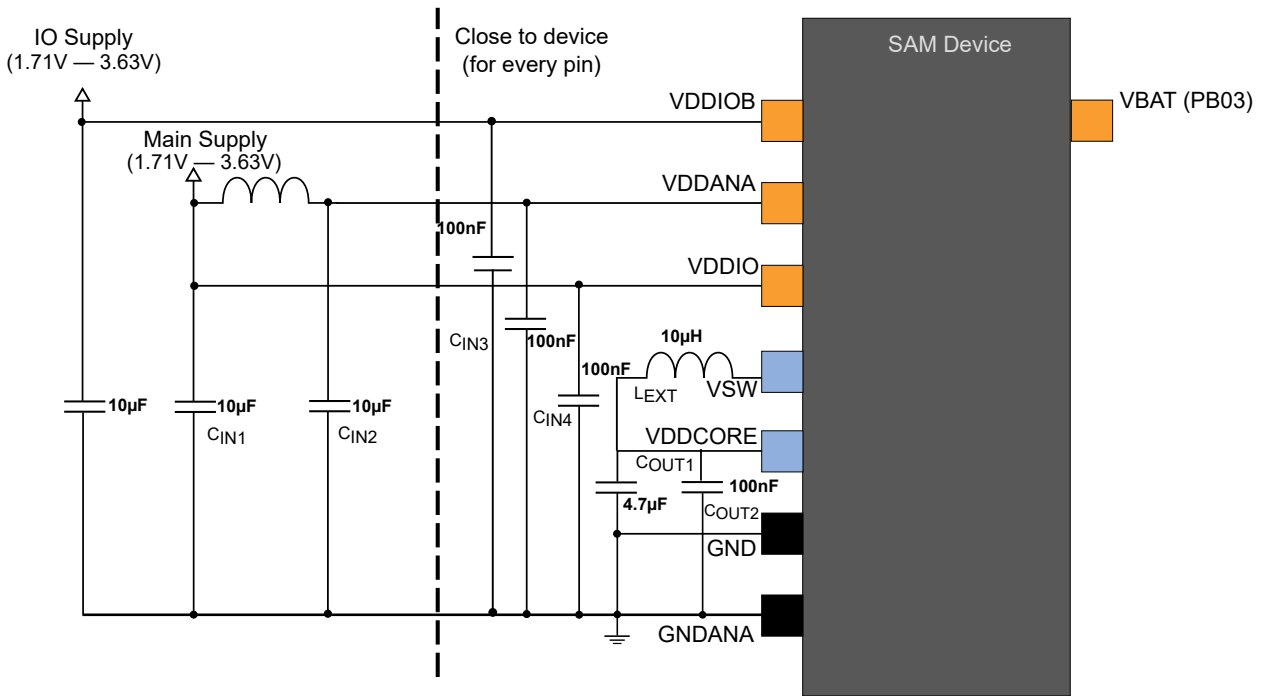 IO Supply
(1.71V — 3.63V)
Close to device
(for every pin)
SAM Device
VDDIOB
VBAT (PB03)
Main Supply
(1.71V — 3.63V)
VDDANA
100nF
VDDIO
CIN3
100nF
10µH
100nF
LEXT
VSW
10µF
10µF
10µF
CIN1
CIN2
CIN4
VDDCORE
COUT1
100nF
4.7µF
COUT2
GND
GNDANA